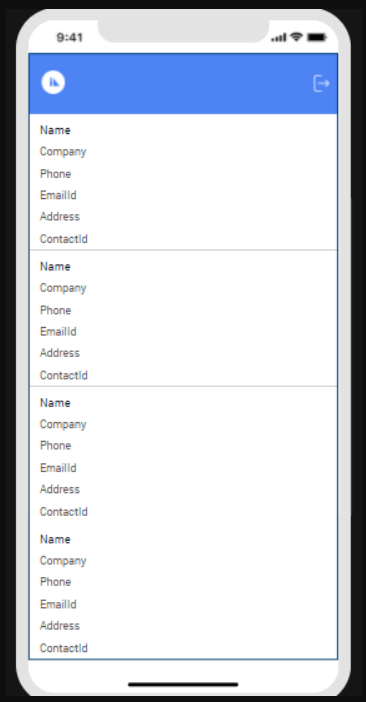 9:41
Name
Company
Phone
EmailId
Address
ContactId
Name
Company
Phone
EmailId
Address
ContactId
Name
Company
Phone
EmailId
Address
ContactId
Name
Company
Phone
EmailId
Address
ContactId